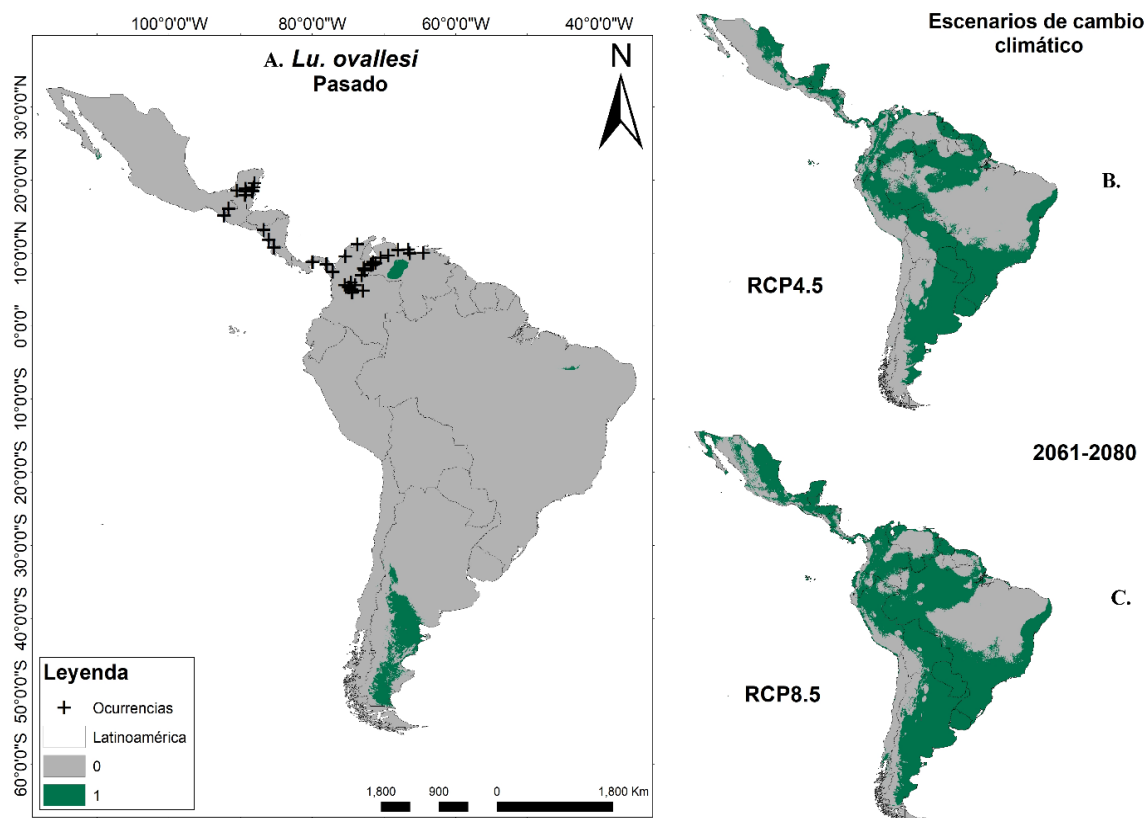 100°0'0"W
80°0'0"W
60°0'0"W
40°0'0"W
A. Lu. ovallesi
Pasado
N
30°0'0"N
20°0'0"N
10°0'0"N
0°0'0"
10°0'0"S
20°0'0"S
30°0'0"S
40°0'0"S
50°0'0"S
60°0'0"S
Leyenda
Ocurrencias
Latinoamérica
0
1
1,800
900
0
1,800 Km
Escenarios de cambio
climático
B.
RCP4.5
2061-2080
C.
RCP8.5